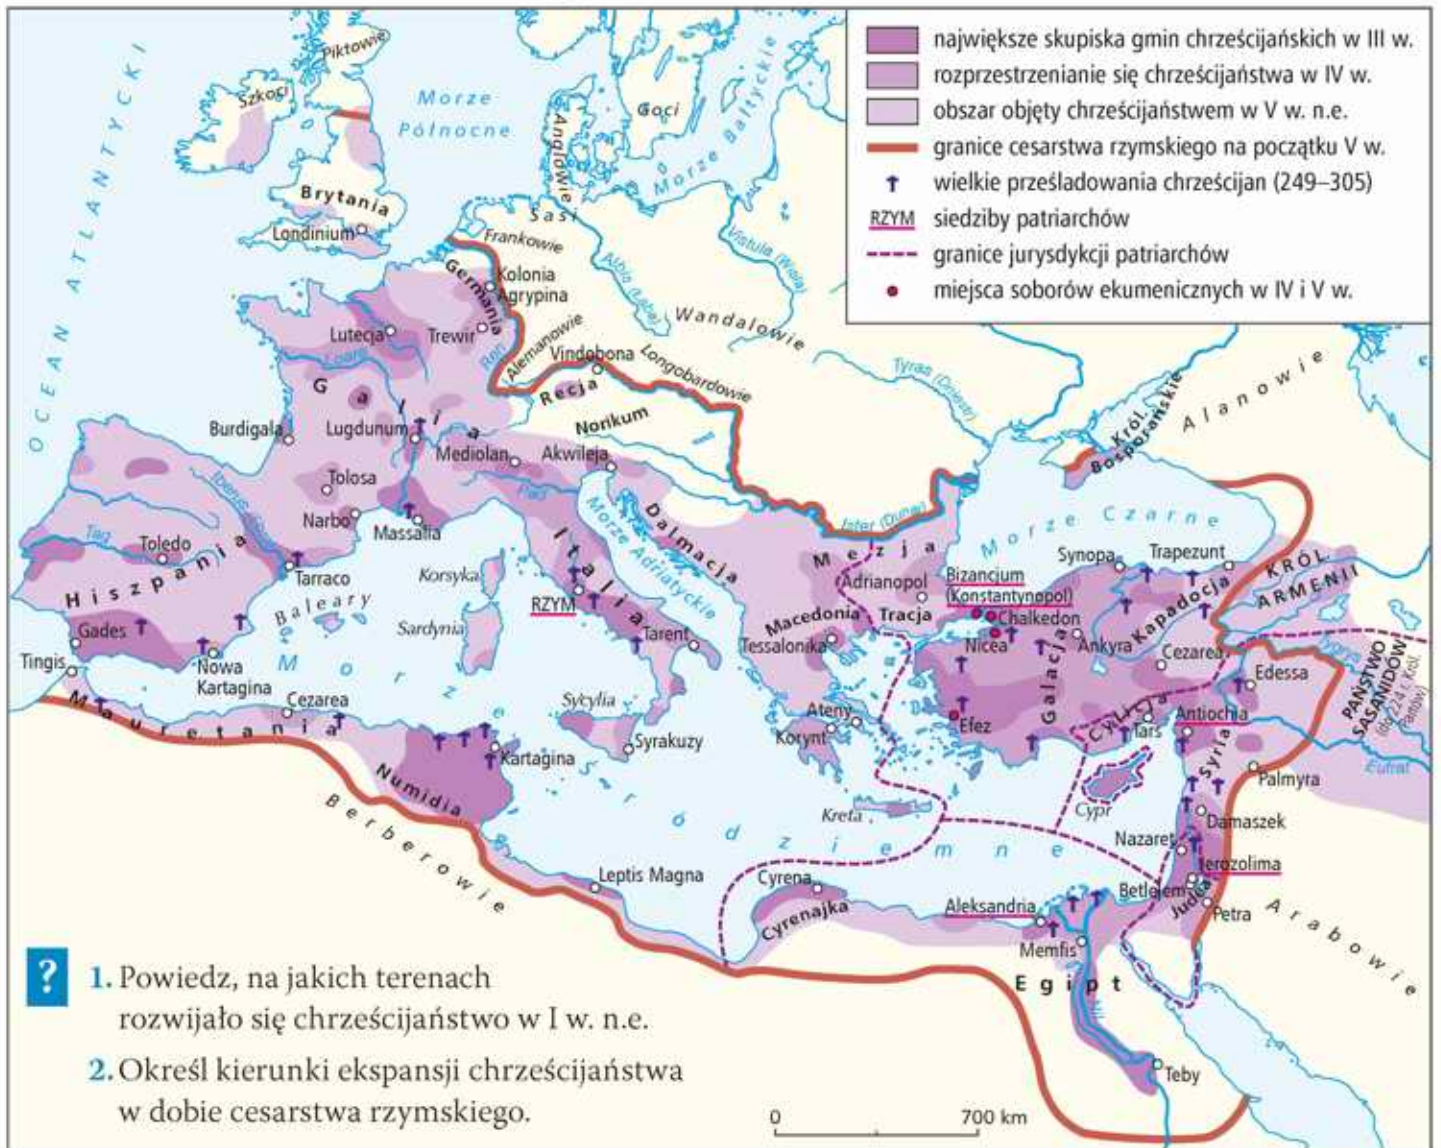 największe skupiska gmin chrześcijańskich w III w.
rozprzestrzenianie się chrześcijaństwa w IV w.
obszar objęty chrześcijaństwem w V w. n.e.
granice cesarstwa rzymskiego na początku V w.
wielkie prześladowania chrześcijan (249–305)
RZYM siedziby patriarchów
granice jurysdykcji patriarchów
miejsca soborów ekumenicznych w IV i V w.
OCEAN ATLANTYCKI
Piktowie
Szkoci
Morze
Północne
Goci
Morze Bałtyckie
Anglowie
Brytania
Londinium
Sasi
Frankowie
Germania
Kolonia
Agrypina
Albis (Łaba)
Vistula (Wisła)
Wandalowie
Lutecja
Trewir
Ren
Alemanowie
Vindobona
Longobardowie
Tyras (Dniestr)
Król.
Bosporańskie
Alanowie
Loara
Galia
Recja
Norikum
Burdigala
Lugdunum
Mediolan
Akwileja
Pad
Tolosa
Narbo
Massalia
Iberus
Tag
Toledo
Hiszpania
Tarraco
Baleary
Gades
Nowa
Kartagina
Tingis
Korsyka
Sardynia
Italia
RZYM
Tarent
Morze Adriatyckie
Dalmacja
Ister (Dunaj)
Mezja
Morze Czarne
Adrianopol
Bizancjum
(Konstantynopol)
Synopa
Trapezunt
KRÓL.
ARMENII
Macedonia
Tracja
Chalkedon
Tessalonika
Nicea
Ankyra
Kapadocja
Galacja
Cezarea
Tygrys
Edessa
PAŃSTWO
SASANIDÓW
(do 224 r. Król.
Partów)
Mauretania
Cezarea
Sycylia
Syrakuzy
Kartagina
Numidia
Ateny
Korynt
Efez
Cylicja
Tars
Antiochia
Syria
Eufrat
Palmyra
Cypr
Kreta
Damaszek
Nazaret
Jerozolima
Betlejem
Judea
Petra
Morze Śródziemne
Berberowie
Leptis Magna
Cyrena
Cyrenajka
Aleksandria
Memfis
Egipt
Nil
Teby
Arabowie
?
1. Powiedz, na jakich terenach
rozwijało się chrześcijaństwo w I w. n.e.
2. Określ kierunki ekspansji chrześcijaństwa
w dobie cesarstwa rzymskiego.
0 700 km